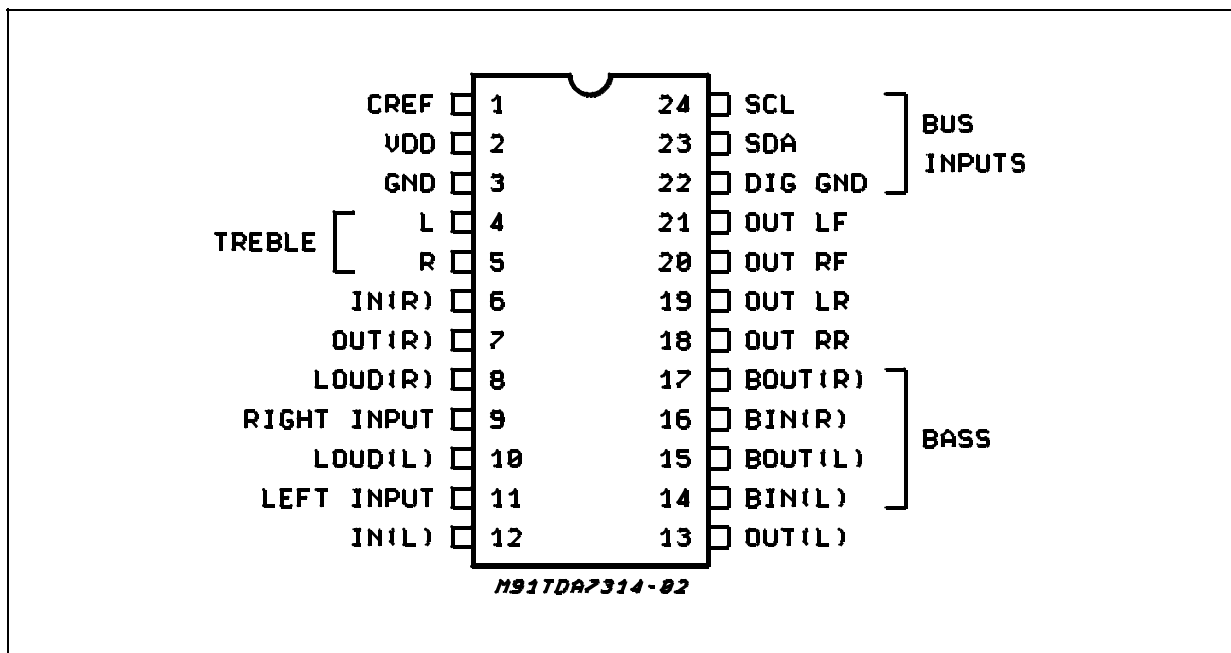 CREF 1 24 SCL
VDD 2 23 SDA
BUS
INPUTS
GND 3 22 DIG GND
L 4 21 OUT LF
TREBLE
R 5 20 OUT RF
IN(R) 6 19 OUT LR
OUT(R) 7 18 OUT RR
LOUD(R) 8 17 BOUT(R)
RIGHT INPUT 9 16 BIN(R)
BASS
LOUD(L) 10 15 BOUT(L)
LEFT INPUT 11 14 BIN(L)
IN(L) 12 13 OUT(L)
M91TDA7314-02